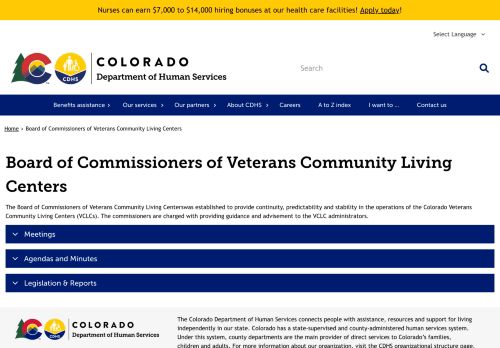 Nurses can earn $7,000 to $14,000 hiring bonuses at our health care facilities! Apply today!
Select Language
CDHS
COLORADO
Department of Human Services
Search
Benefits assistance
Our services
Our partners
About CDHS
Careers
A to Z index
I want to ...
Contact us
Home › Board of Commissioners of Veterans Community Living Centers
Board of Commissioners of Veterans Community Living
Centers
The Board of Commissioners of Veterans Community Living Centerswas established to provide continuity, predictability and stability in the operations of the Colorado Veterans
Community Living Centers (VCLCs). The commissioners are charged with providing guidance and advisement to the VCLC administrators.
Meetings
Agendas and Minutes
Legislation & Reports
CDHS
COLORADO
Department of Human Services
The Colorado Department of Human Services connects people with assistance, resources and support for living
independently in our state. Colorado has a state-supervised and county-administered human services system.
Under this system, county departments are the main provider of direct services to Colorado's families,
children and adults. For more information about our organization, visit the CDHS organizational structure page.